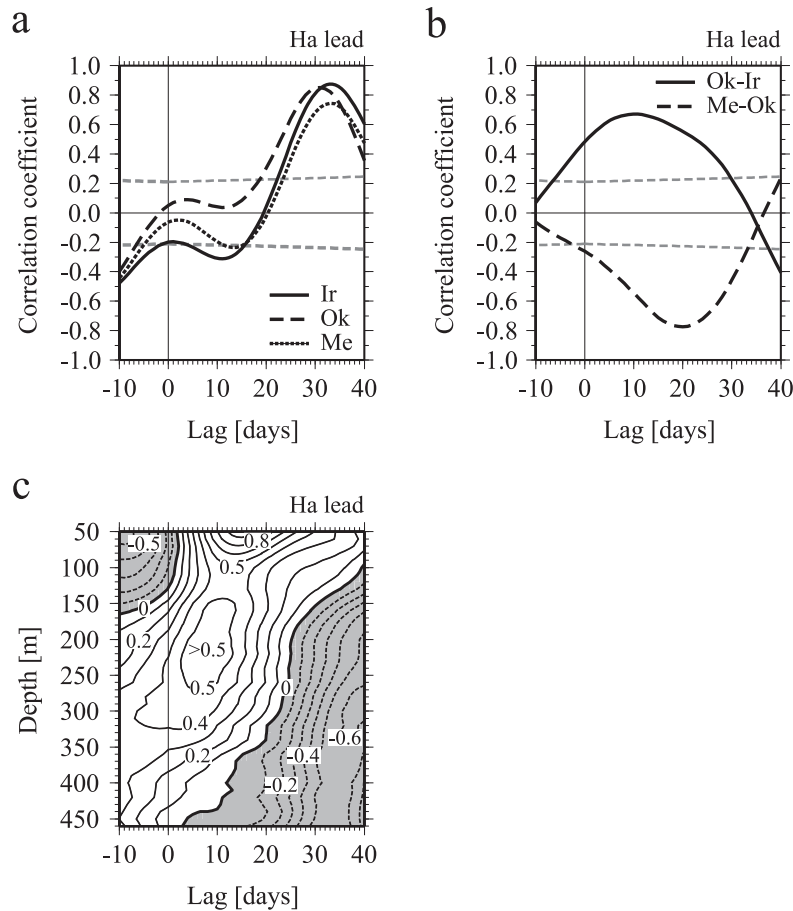 a
Ha lead
Correlation coefficient
1.0
0.8
0.6
0.4
0.2
0.0
-0.2
-0.4
-0.6
-0.8
-1.0
Ir
Ok
Me
-10 0 10 20 30 40
Lag [days]
b
Ha lead
Correlation coefficient
1.0
0.8
0.6
0.4
0.2
0.0
-0.2
-0.4
-0.6
-0.8
-1.0
Ok-Ir
Me-Ok
-10 0 10 20 30 40
Lag [days]
c
Ha lead
Depth [m]
50
100
150
200
250
300
350
400
450
-0.5
0.8
0.5
0
0.2
>0.5
0.5
0
0.4
0.2
-0.6
-0.4
-0.2
-10 0 10 20 30 40
Lag [days]